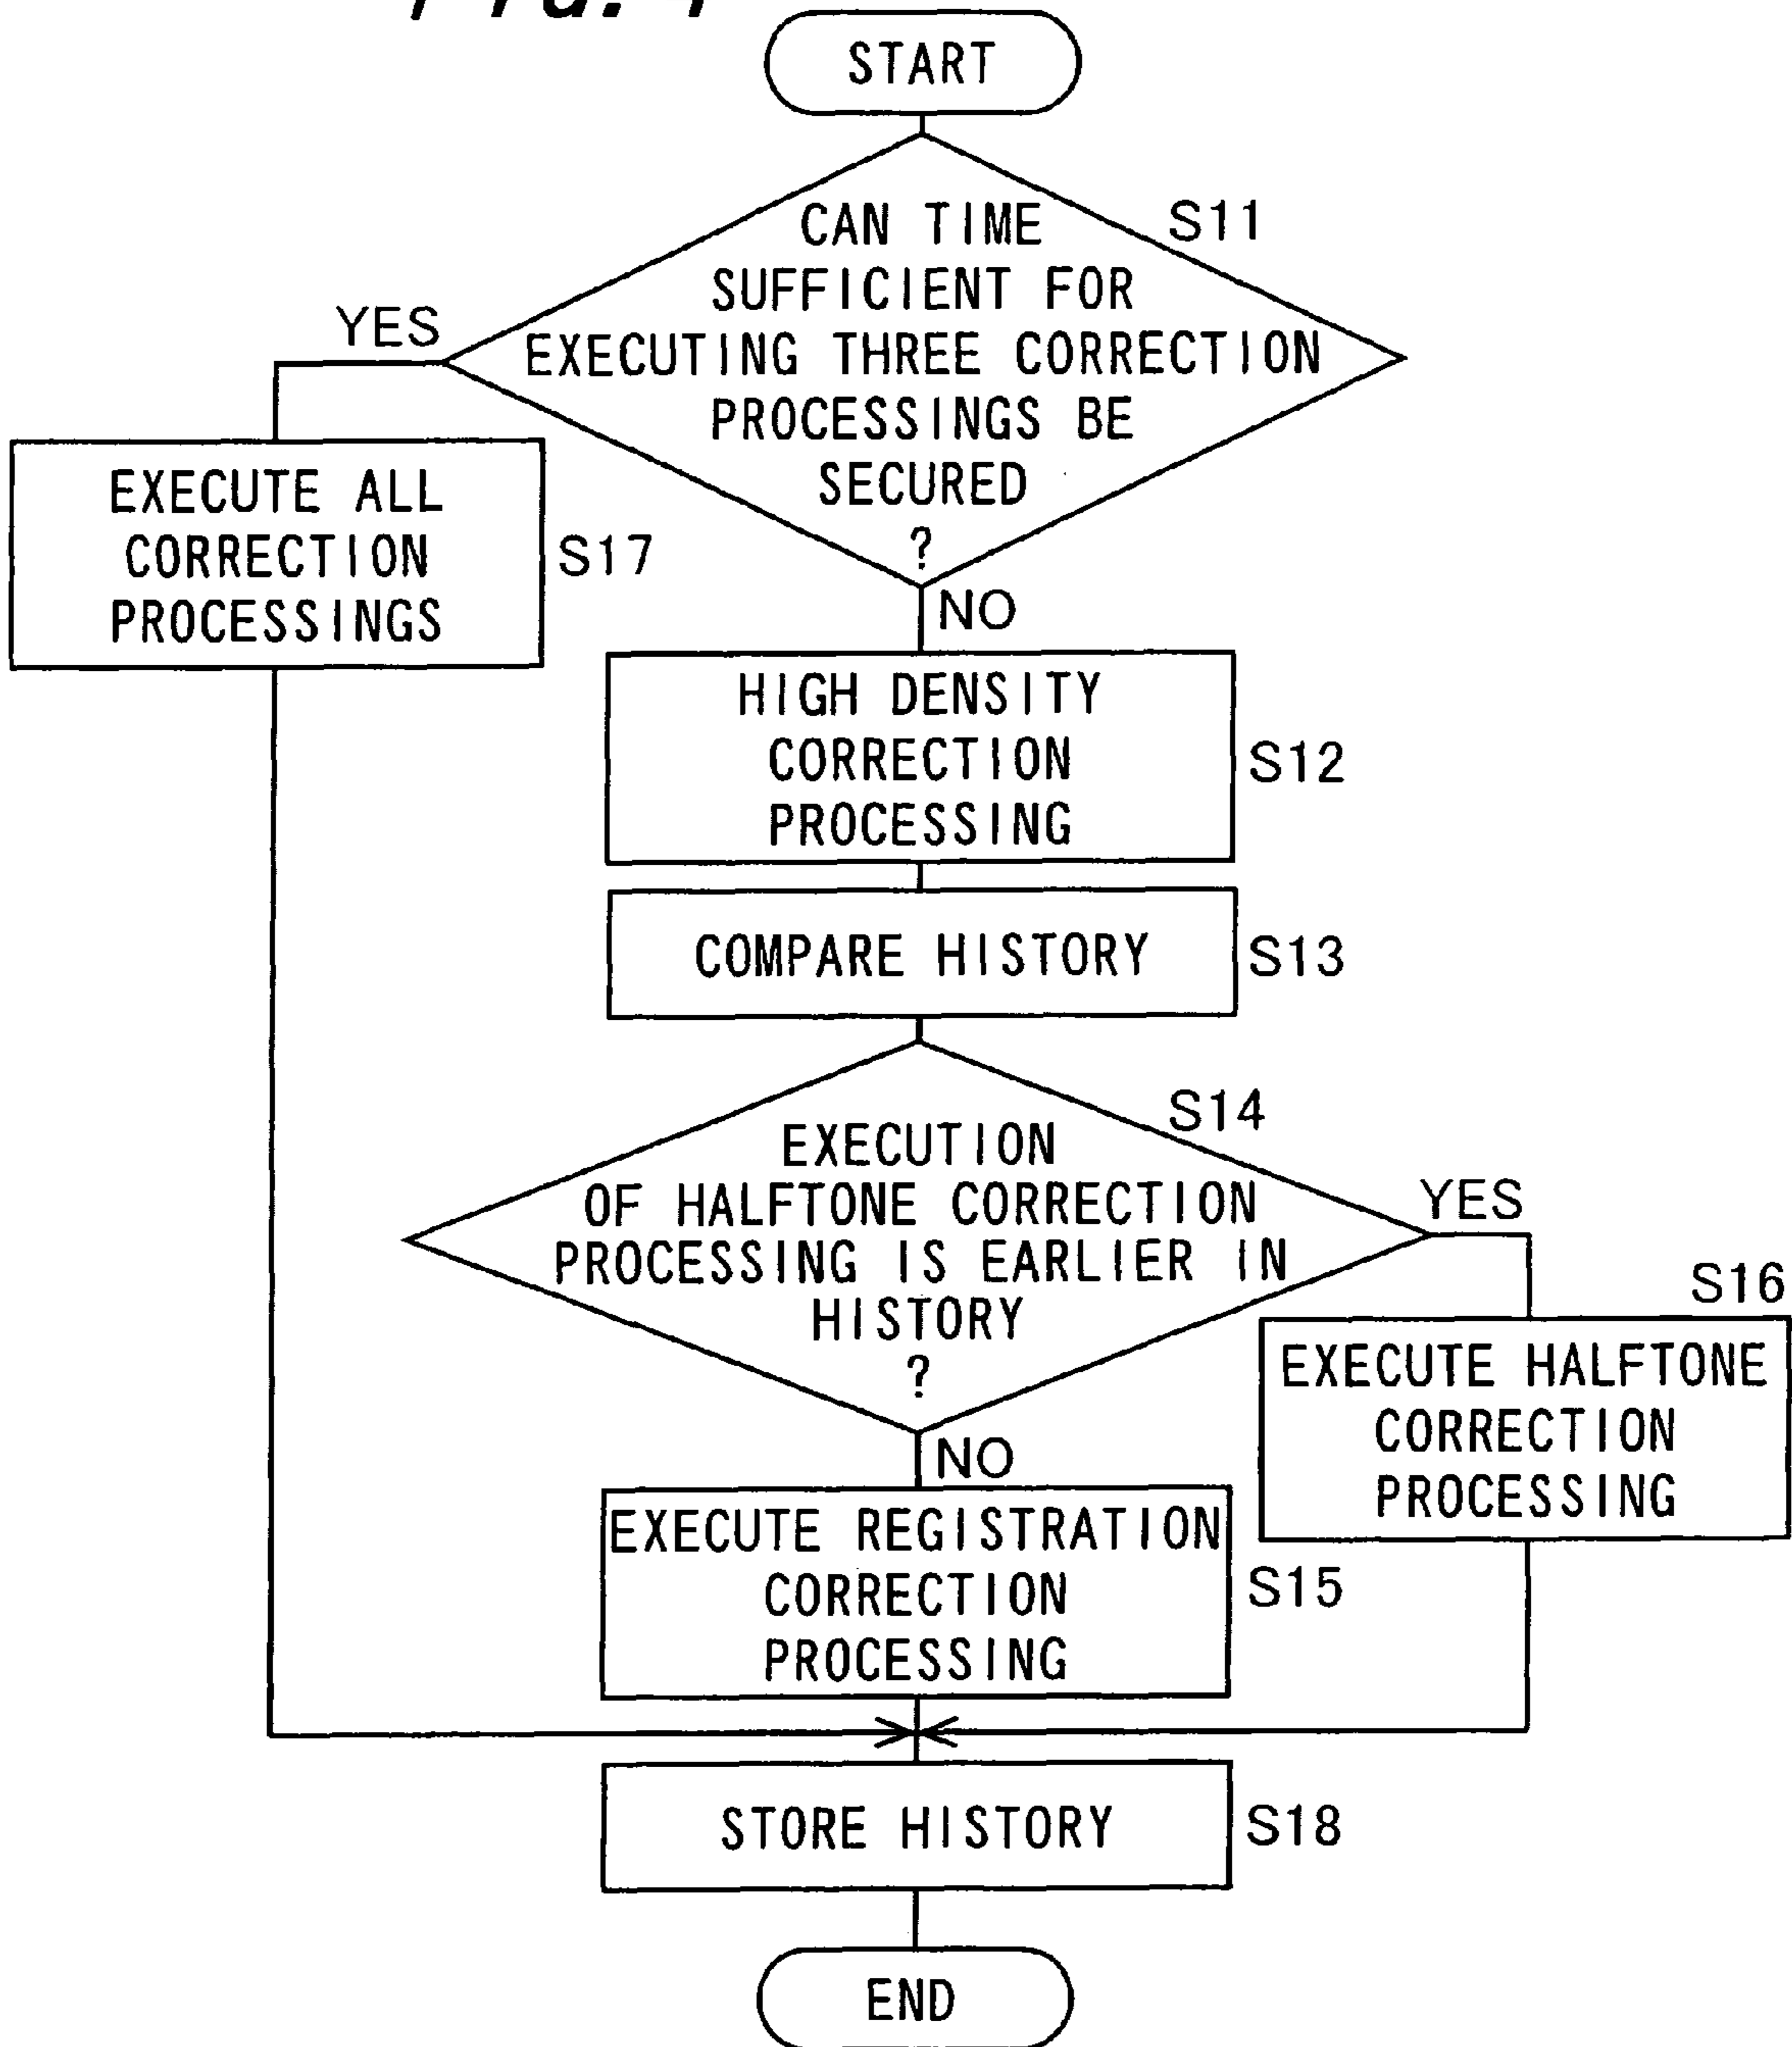 START
CAN TIME
SUFFICIENT FOR
EXECUTING THREE CORRECTION
PROCESSINGS BE
SECURED
?
S11
YES
EXECUTE ALL
CORRECTION
PROCESSINGS
S17
NO
HIGH DENSITY
CORRECTION
PROCESSING
S12
COMPARE HISTORY
S13
EXECUTION
OF HALFTONE CORRECTION
PROCESSING IS EARLIER IN
HISTORY
?
S14
YES
S16
EXECUTE HALFTONE
CORRECTION
PROCESSING
NO
EXECUTE REGISTRATION
CORRECTION
PROCESSING
S15
STORE HISTORY
S18
END